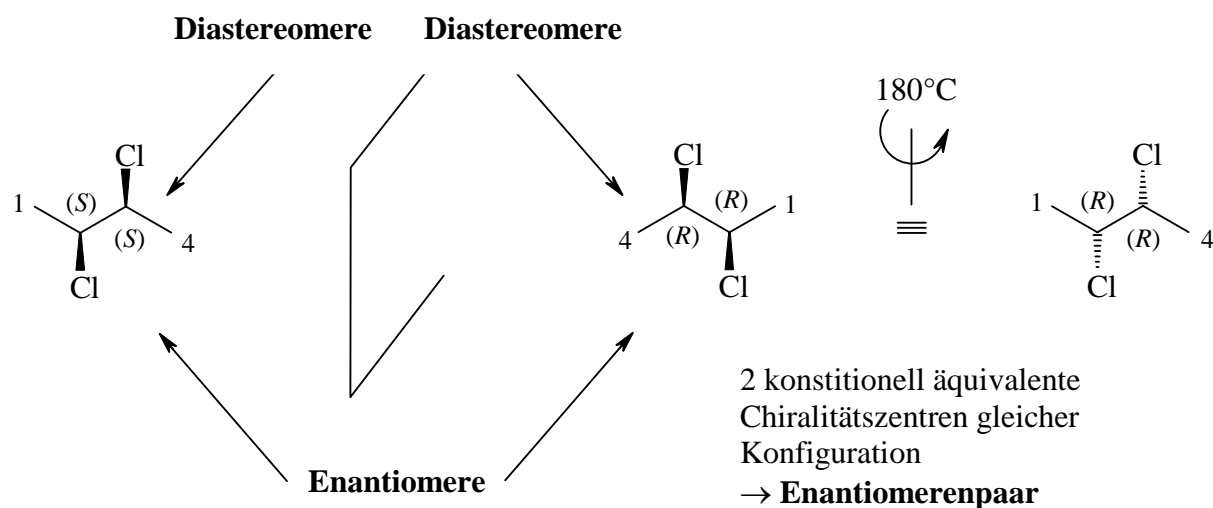 Diastereomere Diastereomere
180°C
Cl Cl Cl
1 (S) (R) 1 1 (R)
(S) 4 4 (R) ≡ (R) 4
Cl Cl Cl
2 konstitionell äquivalente
Chiralitätszentren gleicher
Konfiguration
→ Enantiomerenpaar
Enantiomere